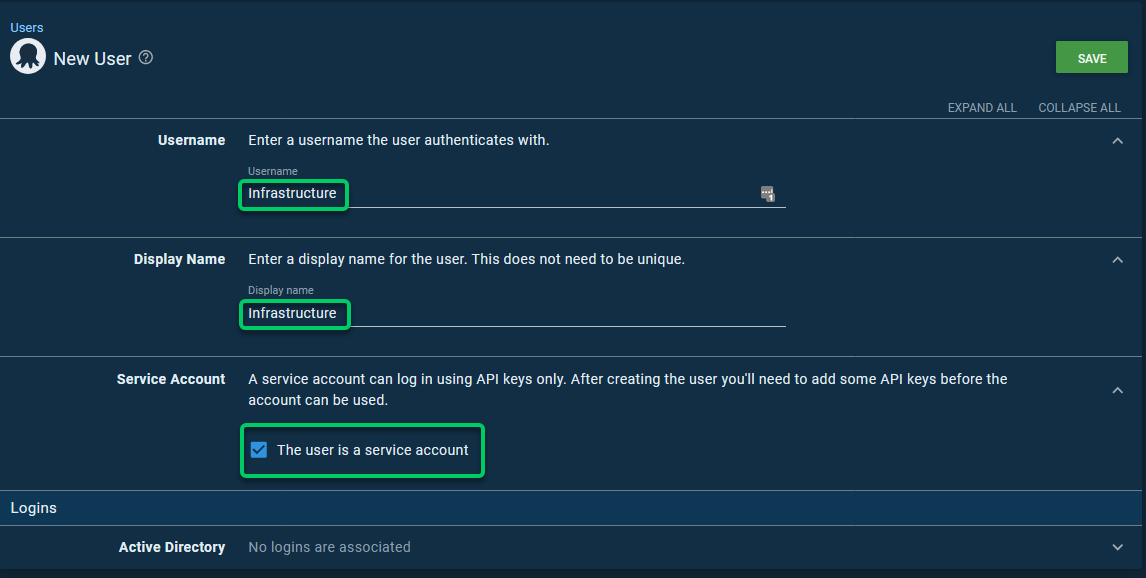 Users
New User
SAVE
EXPAND ALL COLLAPSE ALL
Username Enter a username the user authenticates with.
Username
Infrastructure
Display Name Enter a display name for the user. This does not need to be unique.
Display name
Infrastructure
Service Account A service account can log in using API keys only. After creating the user you'll need to add some API keys before the
account can be used.
The user is a service account
Logins
Active Directory No logins are associated